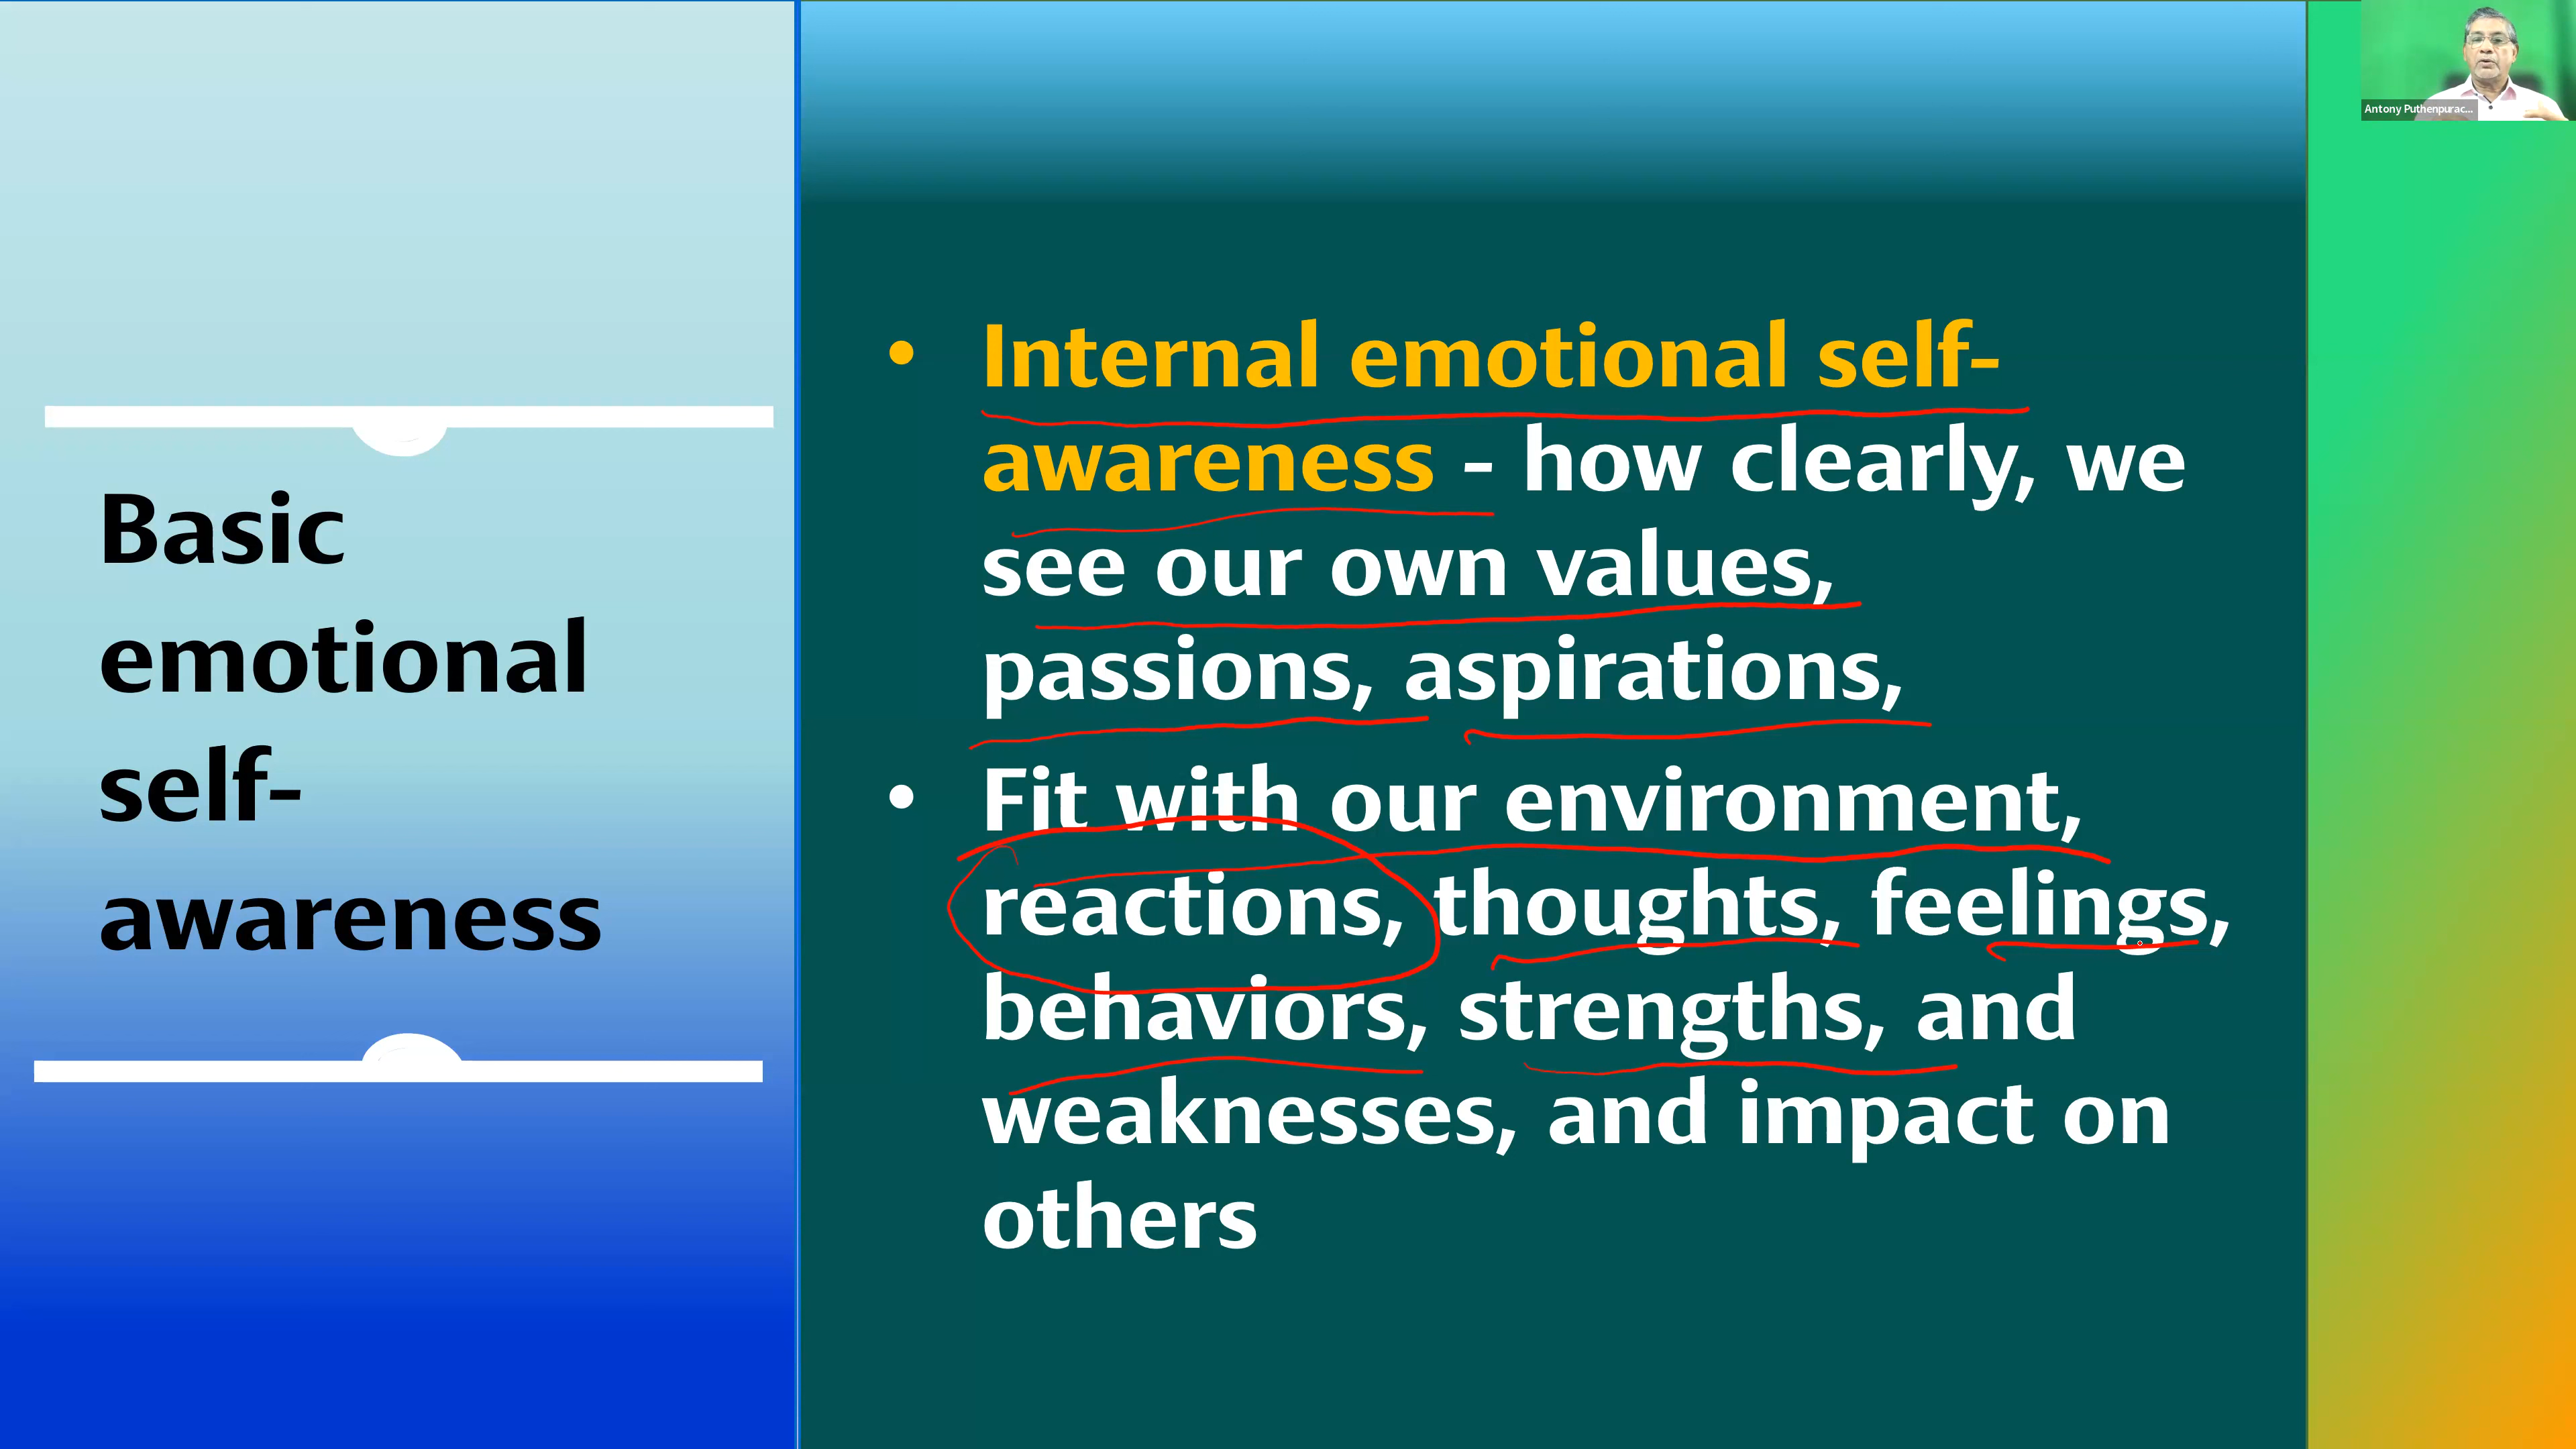 Basic
emotional
self-
awareness
• Internal emotional self-
awareness - how clearly, we
see our own values,
passions, aspirations,
• Fit with our environment,
reactions, thoughts, feelings,
behaviors, strengths, and
weaknesses, and impact on
others
Antony Puthenpurac...